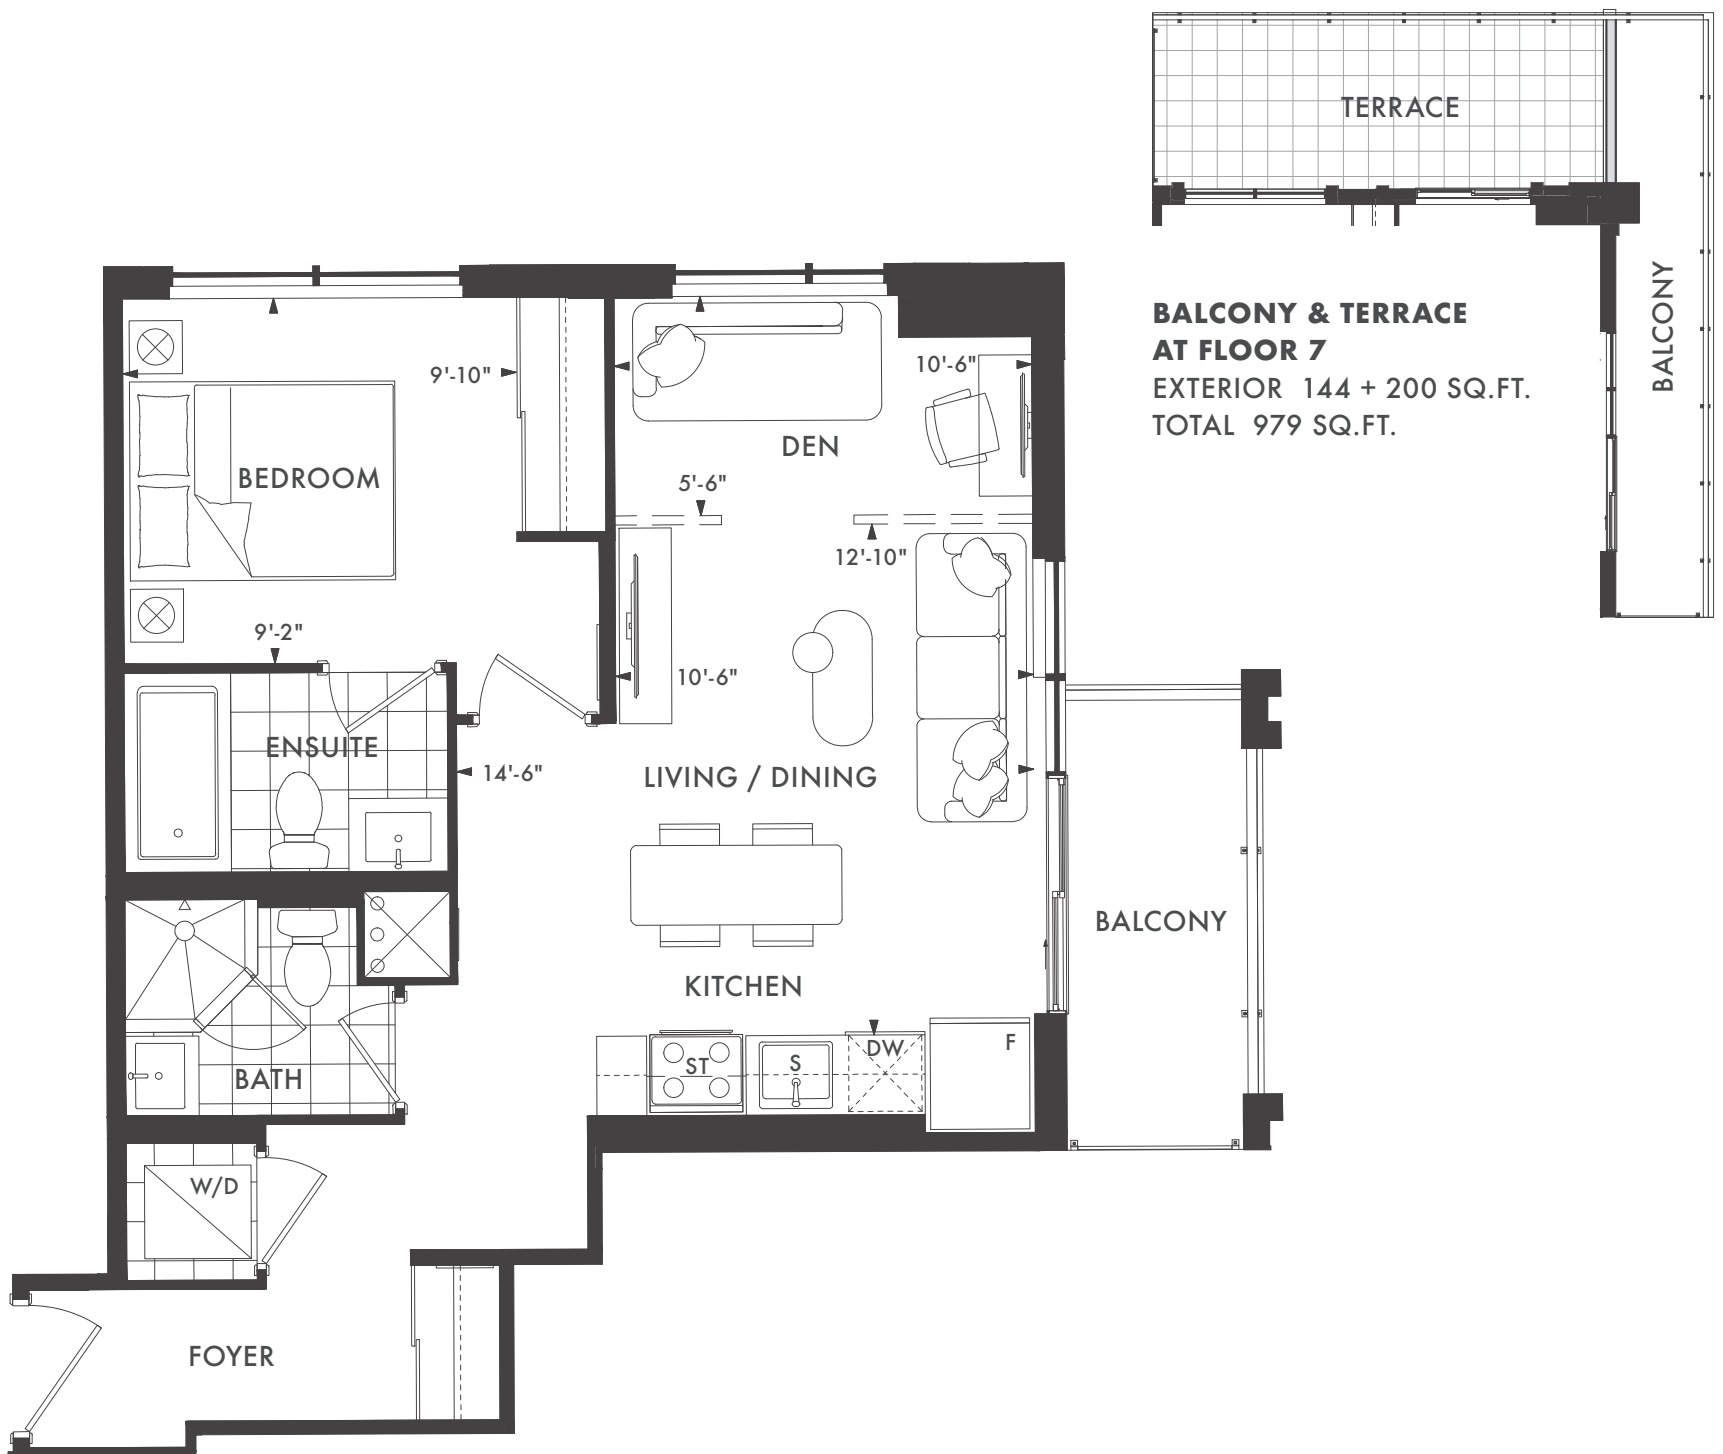 TERRACE
BALCONY
BALCONY & TERRACE
AT FLOOR 7
EXTERIOR 144 + 200 SQ.FT.
TOTAL 979 SQ.FT.
9'-10"
10'-6"
DEN
BEDROOM
5'-6"
12'-10"
9'-2"
10'-6"
ENSUITE
14'-6"
LIVING / DINING
BALCONY
KITCHEN
ST
S
DW
F
BATH
W/D
FOYER